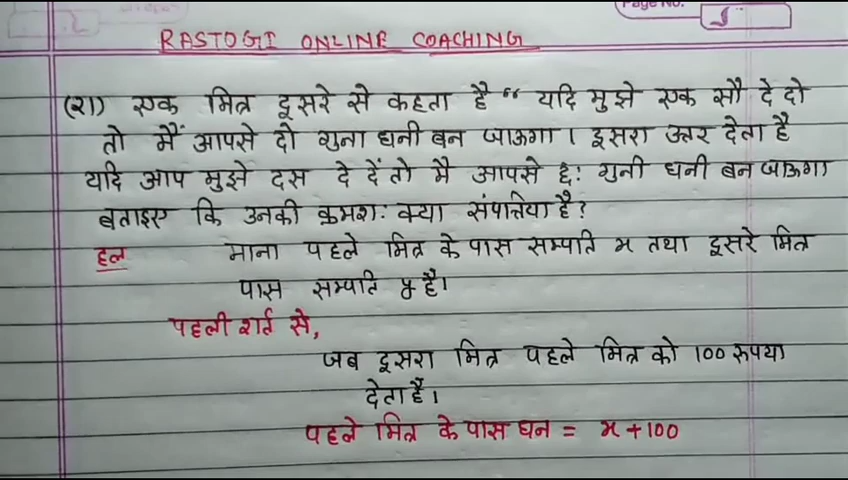 Page No.
RASTOGI ONLINE COACHING
(21) एक मित्र दूसरे से कहता है “ यदि मुझे एक सौ दे दो
तो मैं आपसे दो गुना धनी बन जाऊगा । दूसरा उत्तर देता है
यदि आप मुझे दस दे दें तो मै आपसे छ: गुनी धनी बन जाऊगा
बताइए कि उनकी क्रमश: क्या संपत्तिया है ?
हल माना पहले मित्र के पास सम्पति x तथा दूसरे मित्र
पास सम्पति y है।
पहली शर्त से,
जब दूसरा मित्र पहले मित्र को 100 रुपया
देता है।
पहले मित्र के पास धन = x + 100